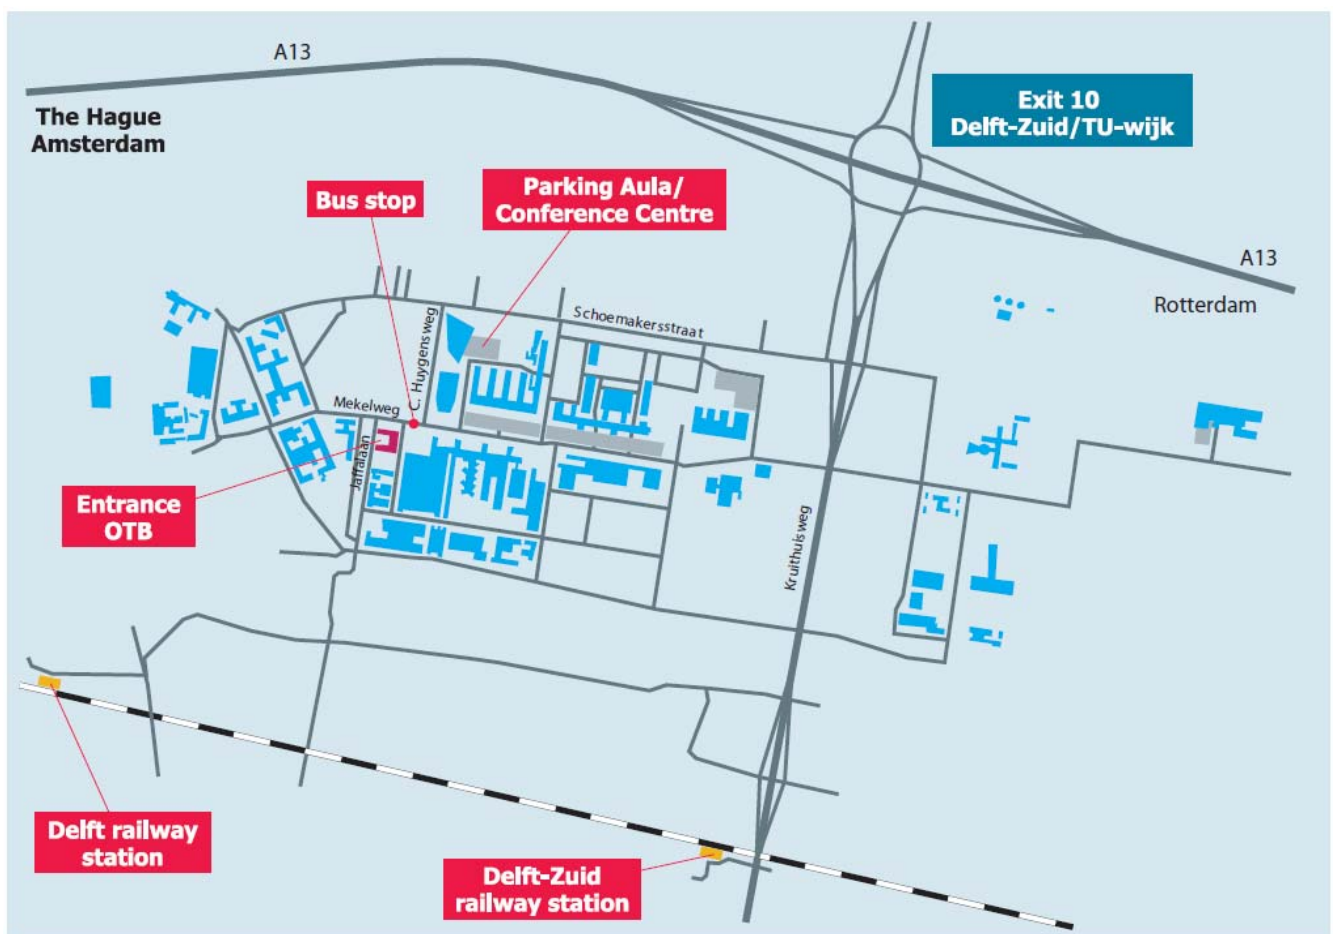 A13
The Hague
Amsterdam
Exit 10
Delft-Zuid/TU-wijk
Bus stop
Parking Aula/
Conference Centre
A13
Rotterdam
Schoemakersstraat
C. Huygensweg
Mekelweg
Jaffalaan
Entrance
OTB
Kruithuisweg
Delft railway
station
Delft-Zuid
railway station